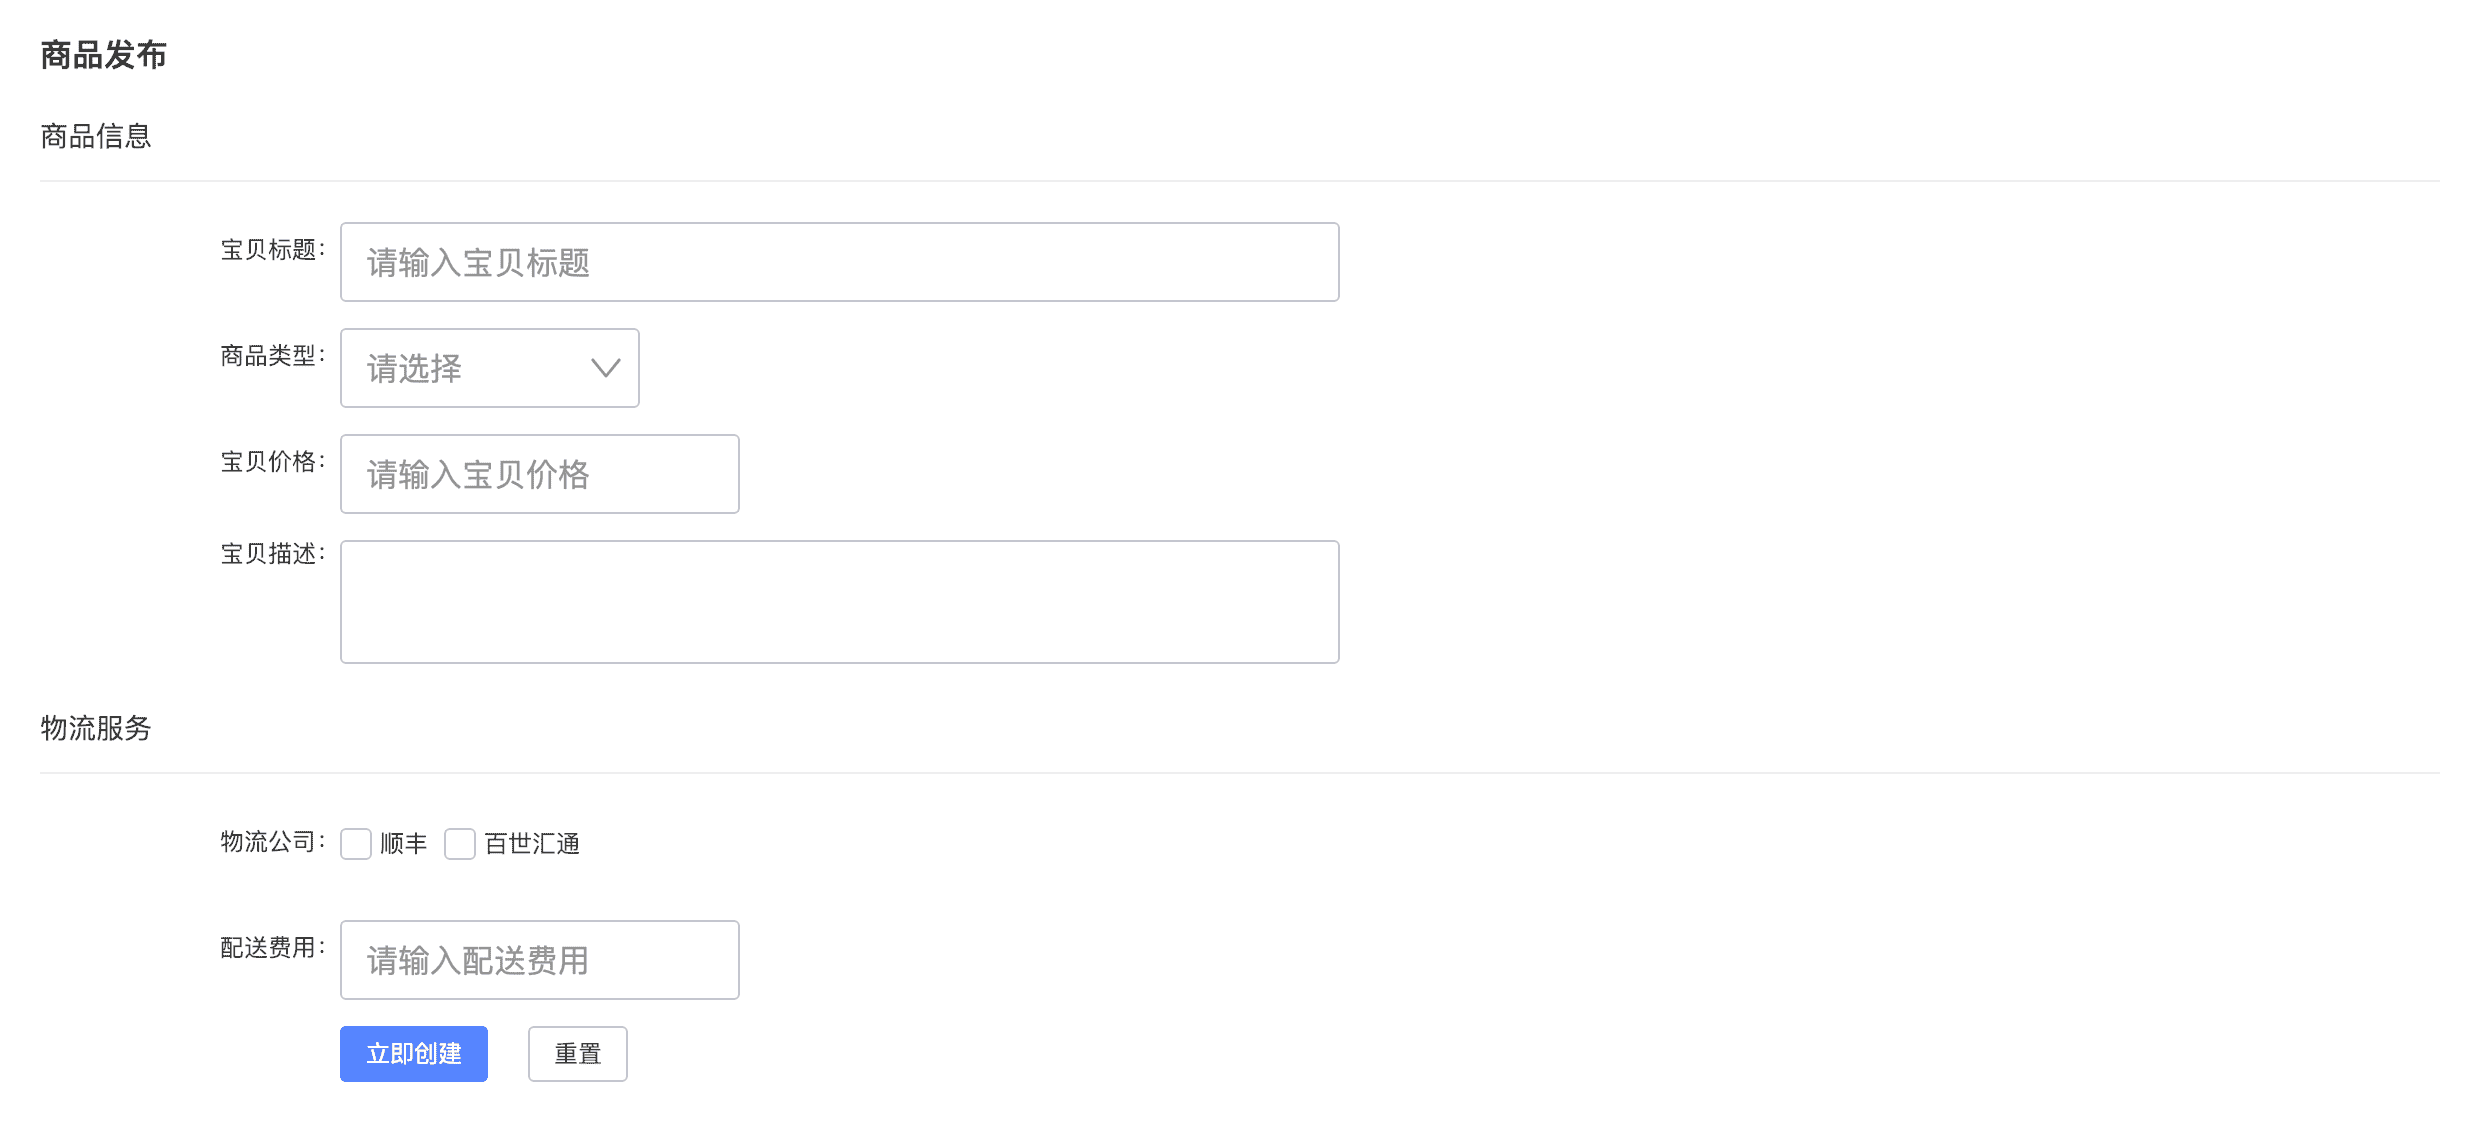 商品发布
商品信息
宝贝标题: 请输入宝贝标题
商品类型: 请选择
宝贝价格: 请输入宝贝价格
宝贝描述:
物流服务
物流公司: 顺丰 百世汇通
配送费用: 请输入配送费用
立即创建 重置